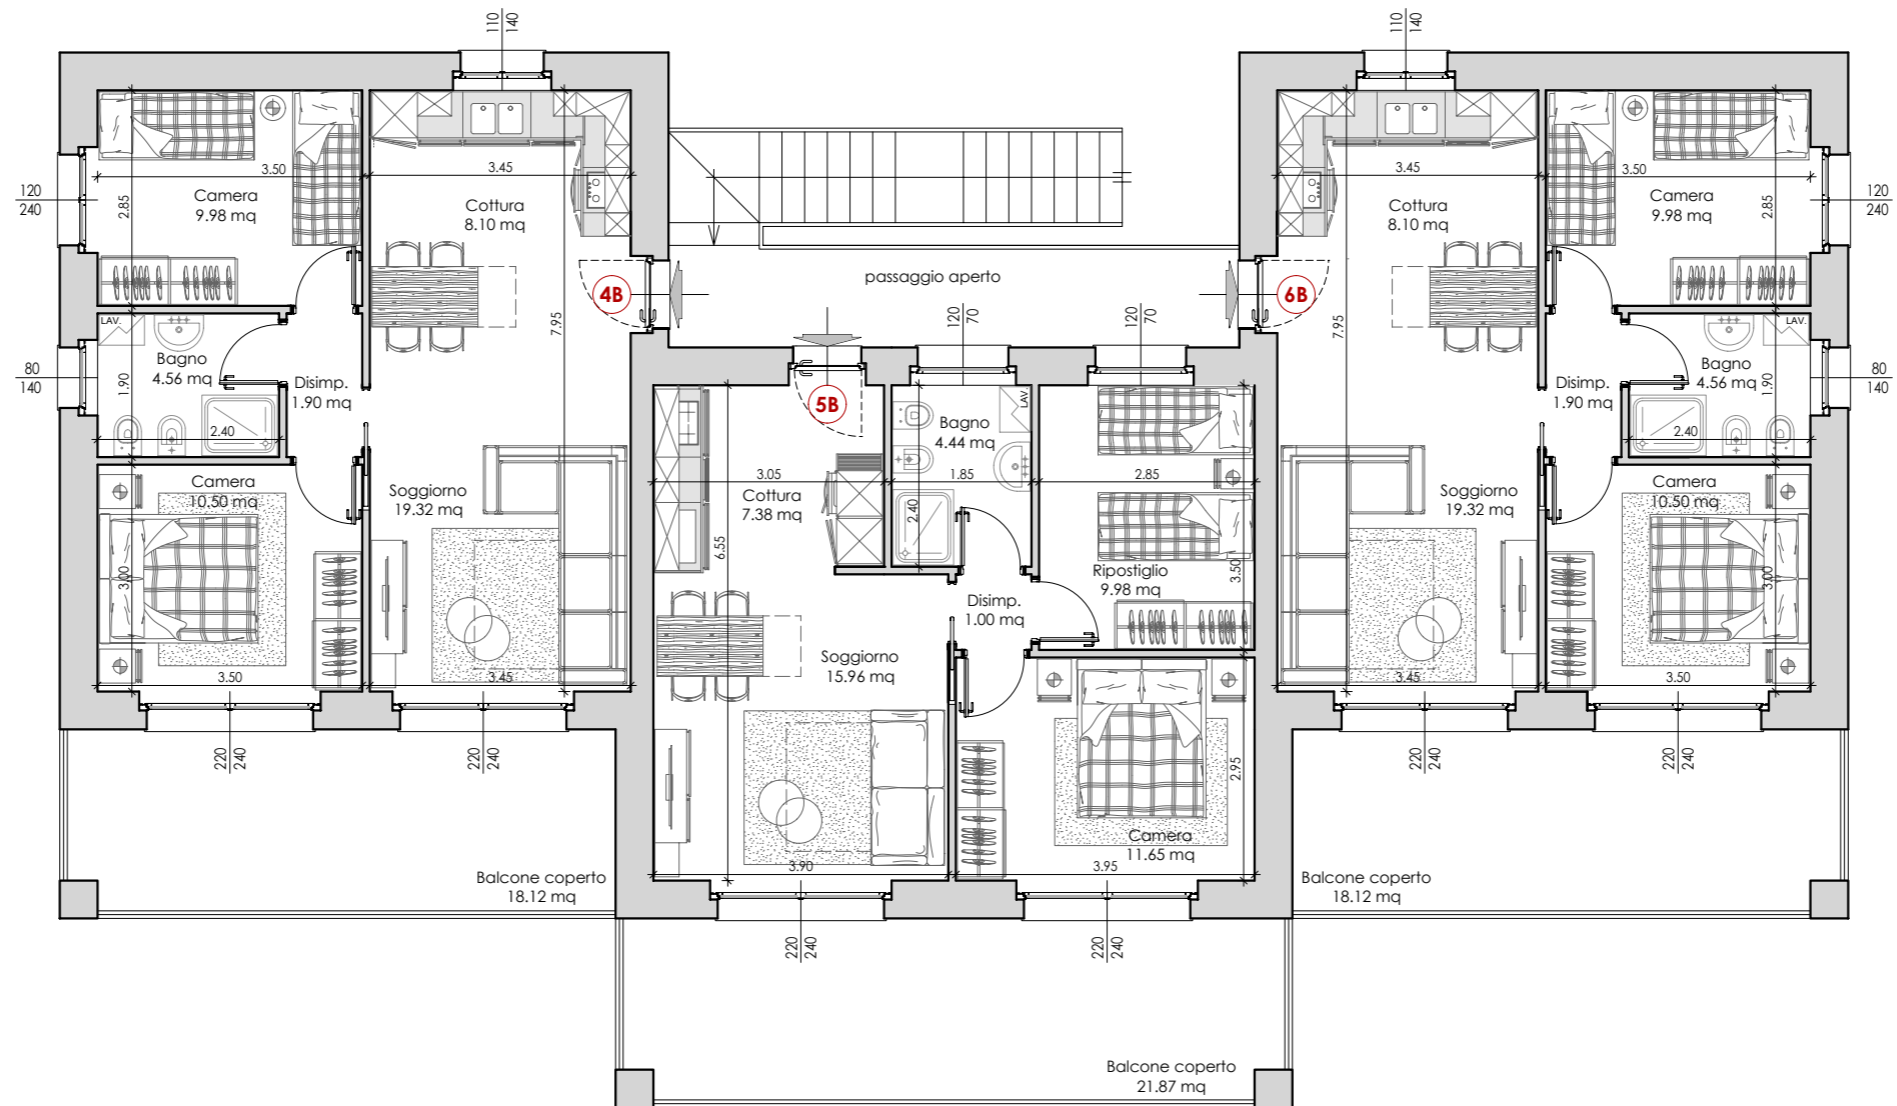 110
140
110
140
3.50
3.45
3.45
3.50
120
240
Camera
9.98 mq
2.85
Cottura
8.10 mq
Cottura
8.10 mq
Camera
9.98 mq
2.85
120
240
4B
passaggio aperto
6B
120
70
120
70
7.95
7.95
80
140
LAV.
Bagno
4.56 mq
1.90
2.40
Disimp.
1.90 mq
5B
Bagno
4.44 mq
LAV.
Disimp.
1.90 mq
LAV.
Bagno
4.56 mq
1.90
2.40
80
140
Camera
10.50 mq
3.00
3.50
Soggiorno
19.32 mq
3.45
3.05
1.85
2.85
Cottura
7.38 mq
6.55
2.40
Ripostiglio
9.98 mq
3.50
Disimp.
1.00 mq
Soggiorno
19.32 mq
3.45
Camera
10.50 mq
3.00
3.50
Soggiorno
15.96 mq
220
240
220
240
2.95
220
240
220
240
Camera
11.65 mq
3.90
3.95
Balcone coperto
18.12 mq
Balcone coperto
18.12 mq
220
240
220
240
Balcone coperto
21.87 mq